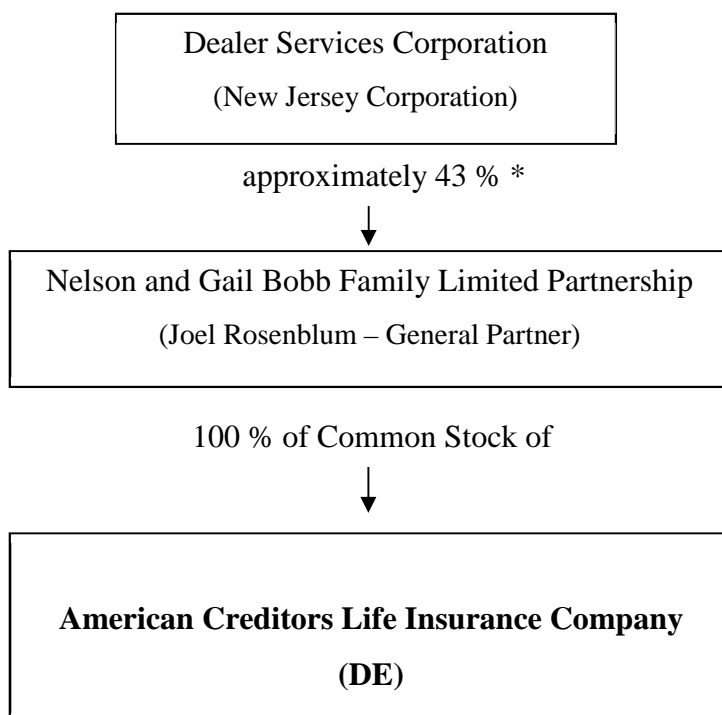 Dealer Services Corporation
(New Jersey Corporation)
approximately 43 % *
Nelson and Gail Bobb Family Limited Partnership
(Joel Rosenblum – General Partner)
100 % of Common Stock of
American Creditors Life Insurance Company
(DE)